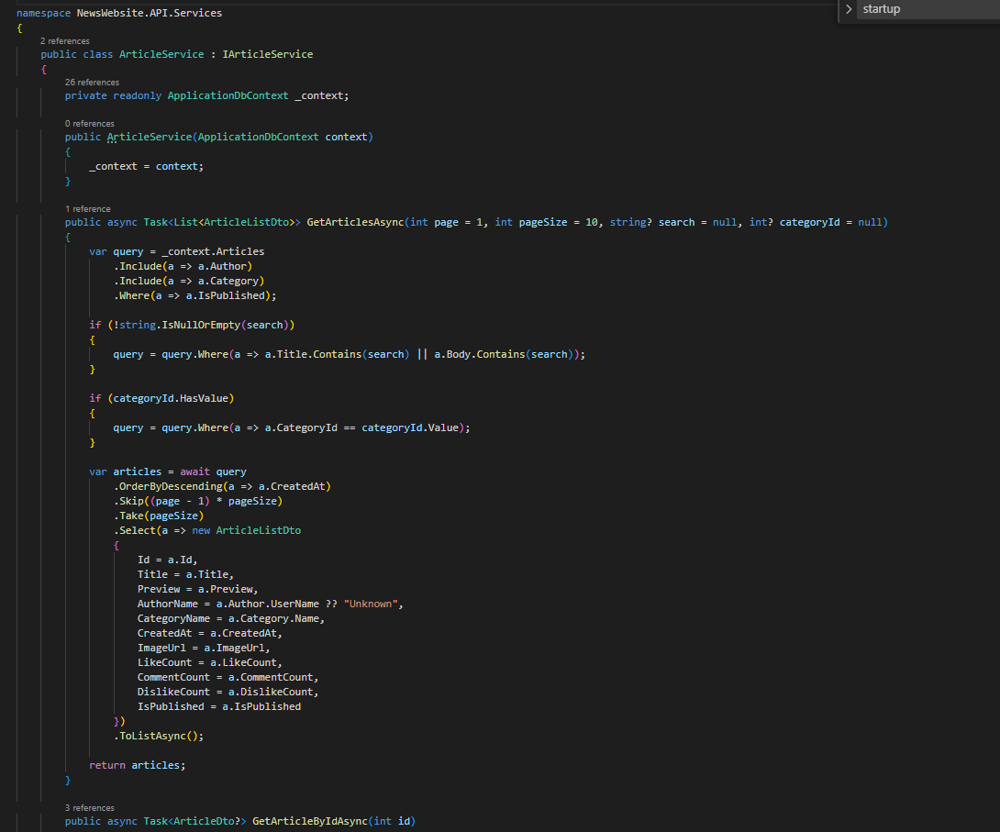 namespace NewsWebsite.API.Services
startup
{
2 references
public class ArticleService : IArticleService
{
26 references
private readonly ApplicationDbContext _context;
0 references
public ArticleService(ApplicationDbContext context)
{
_context = context;
}
1 reference
public async Task<List<ArticleListDto>> GetArticlesAsync(int page = 1, int pageSize = 10, string? search = null, int? categoryId = null)
{
var query = _context.Articles
.Include(a => a.Author)
.Include(a => a.Category)
.Where(a => a.IsPublished);
if (!string.IsNullOrEmpty(search))
{
query = query.Where(a => a.Title.Contains(search) || a.Body.Contains(search));
}
if (categoryId.HasValue)
{
query = query.Where(a => a.CategoryId == categoryId.Value);
}
var articles = await query
.OrderByDescending(a => a.CreatedAt)
.Skip((page - 1) * pageSize)
.Take(pageSize)
.Select(a => new ArticleListDto
{
Id = a.Id,
Title = a.Title,
Preview = a.Preview,
AuthorName = a.Author.UserName ?? "Unknown",
CategoryName = a.Category.Name,
CreatedAt = a.CreatedAt,
ImageUrl = a.ImageUrl,
LikeCount = a.LikeCount,
CommentCount = a.CommentCount,
DislikeCount = a.DislikeCount,
IsPublished = a.IsPublished
})
.ToListAsync();
return articles;
}
3 references
public async Task<ArticleDto?> GetArticleByIdAsync(int id)